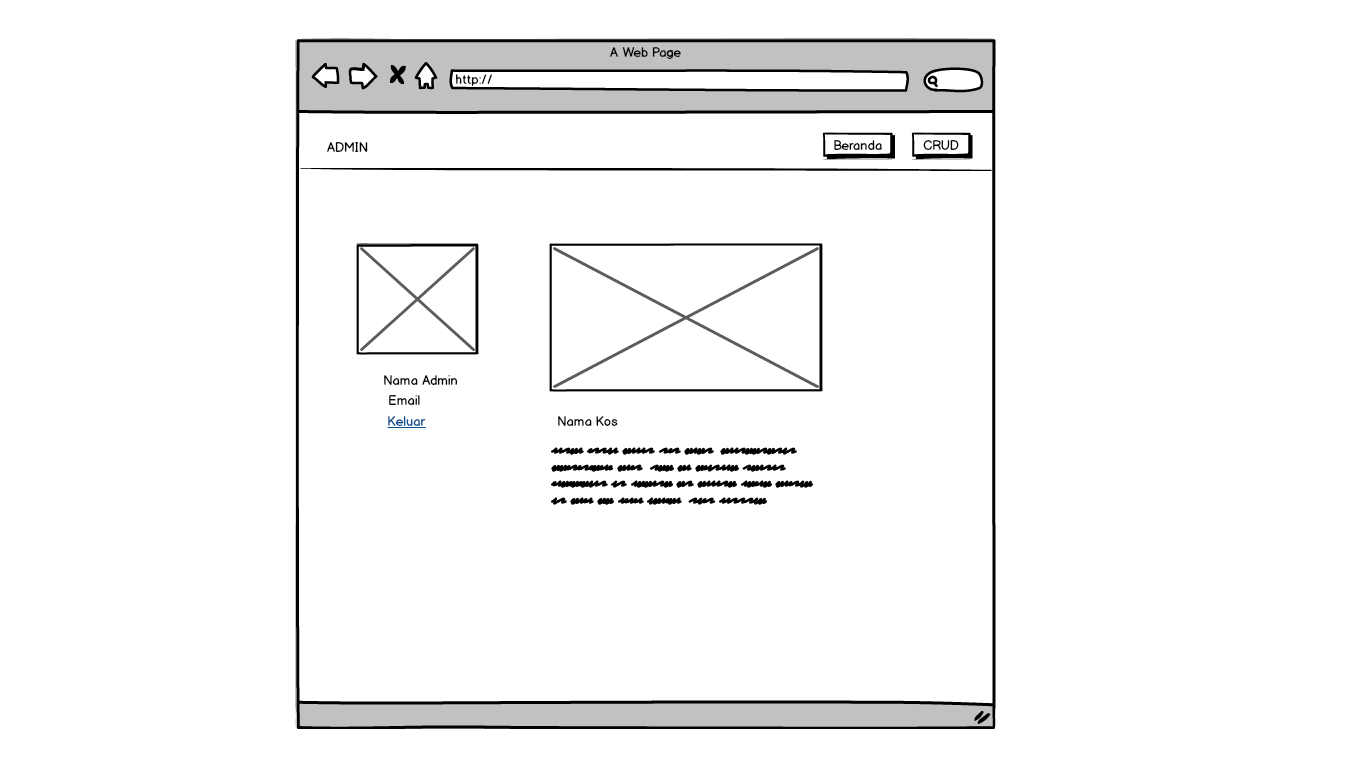 A Web Page
http://
ADMIN
Beranda
CRUD
Nama Admin
Email
Keluar
Nama Kos